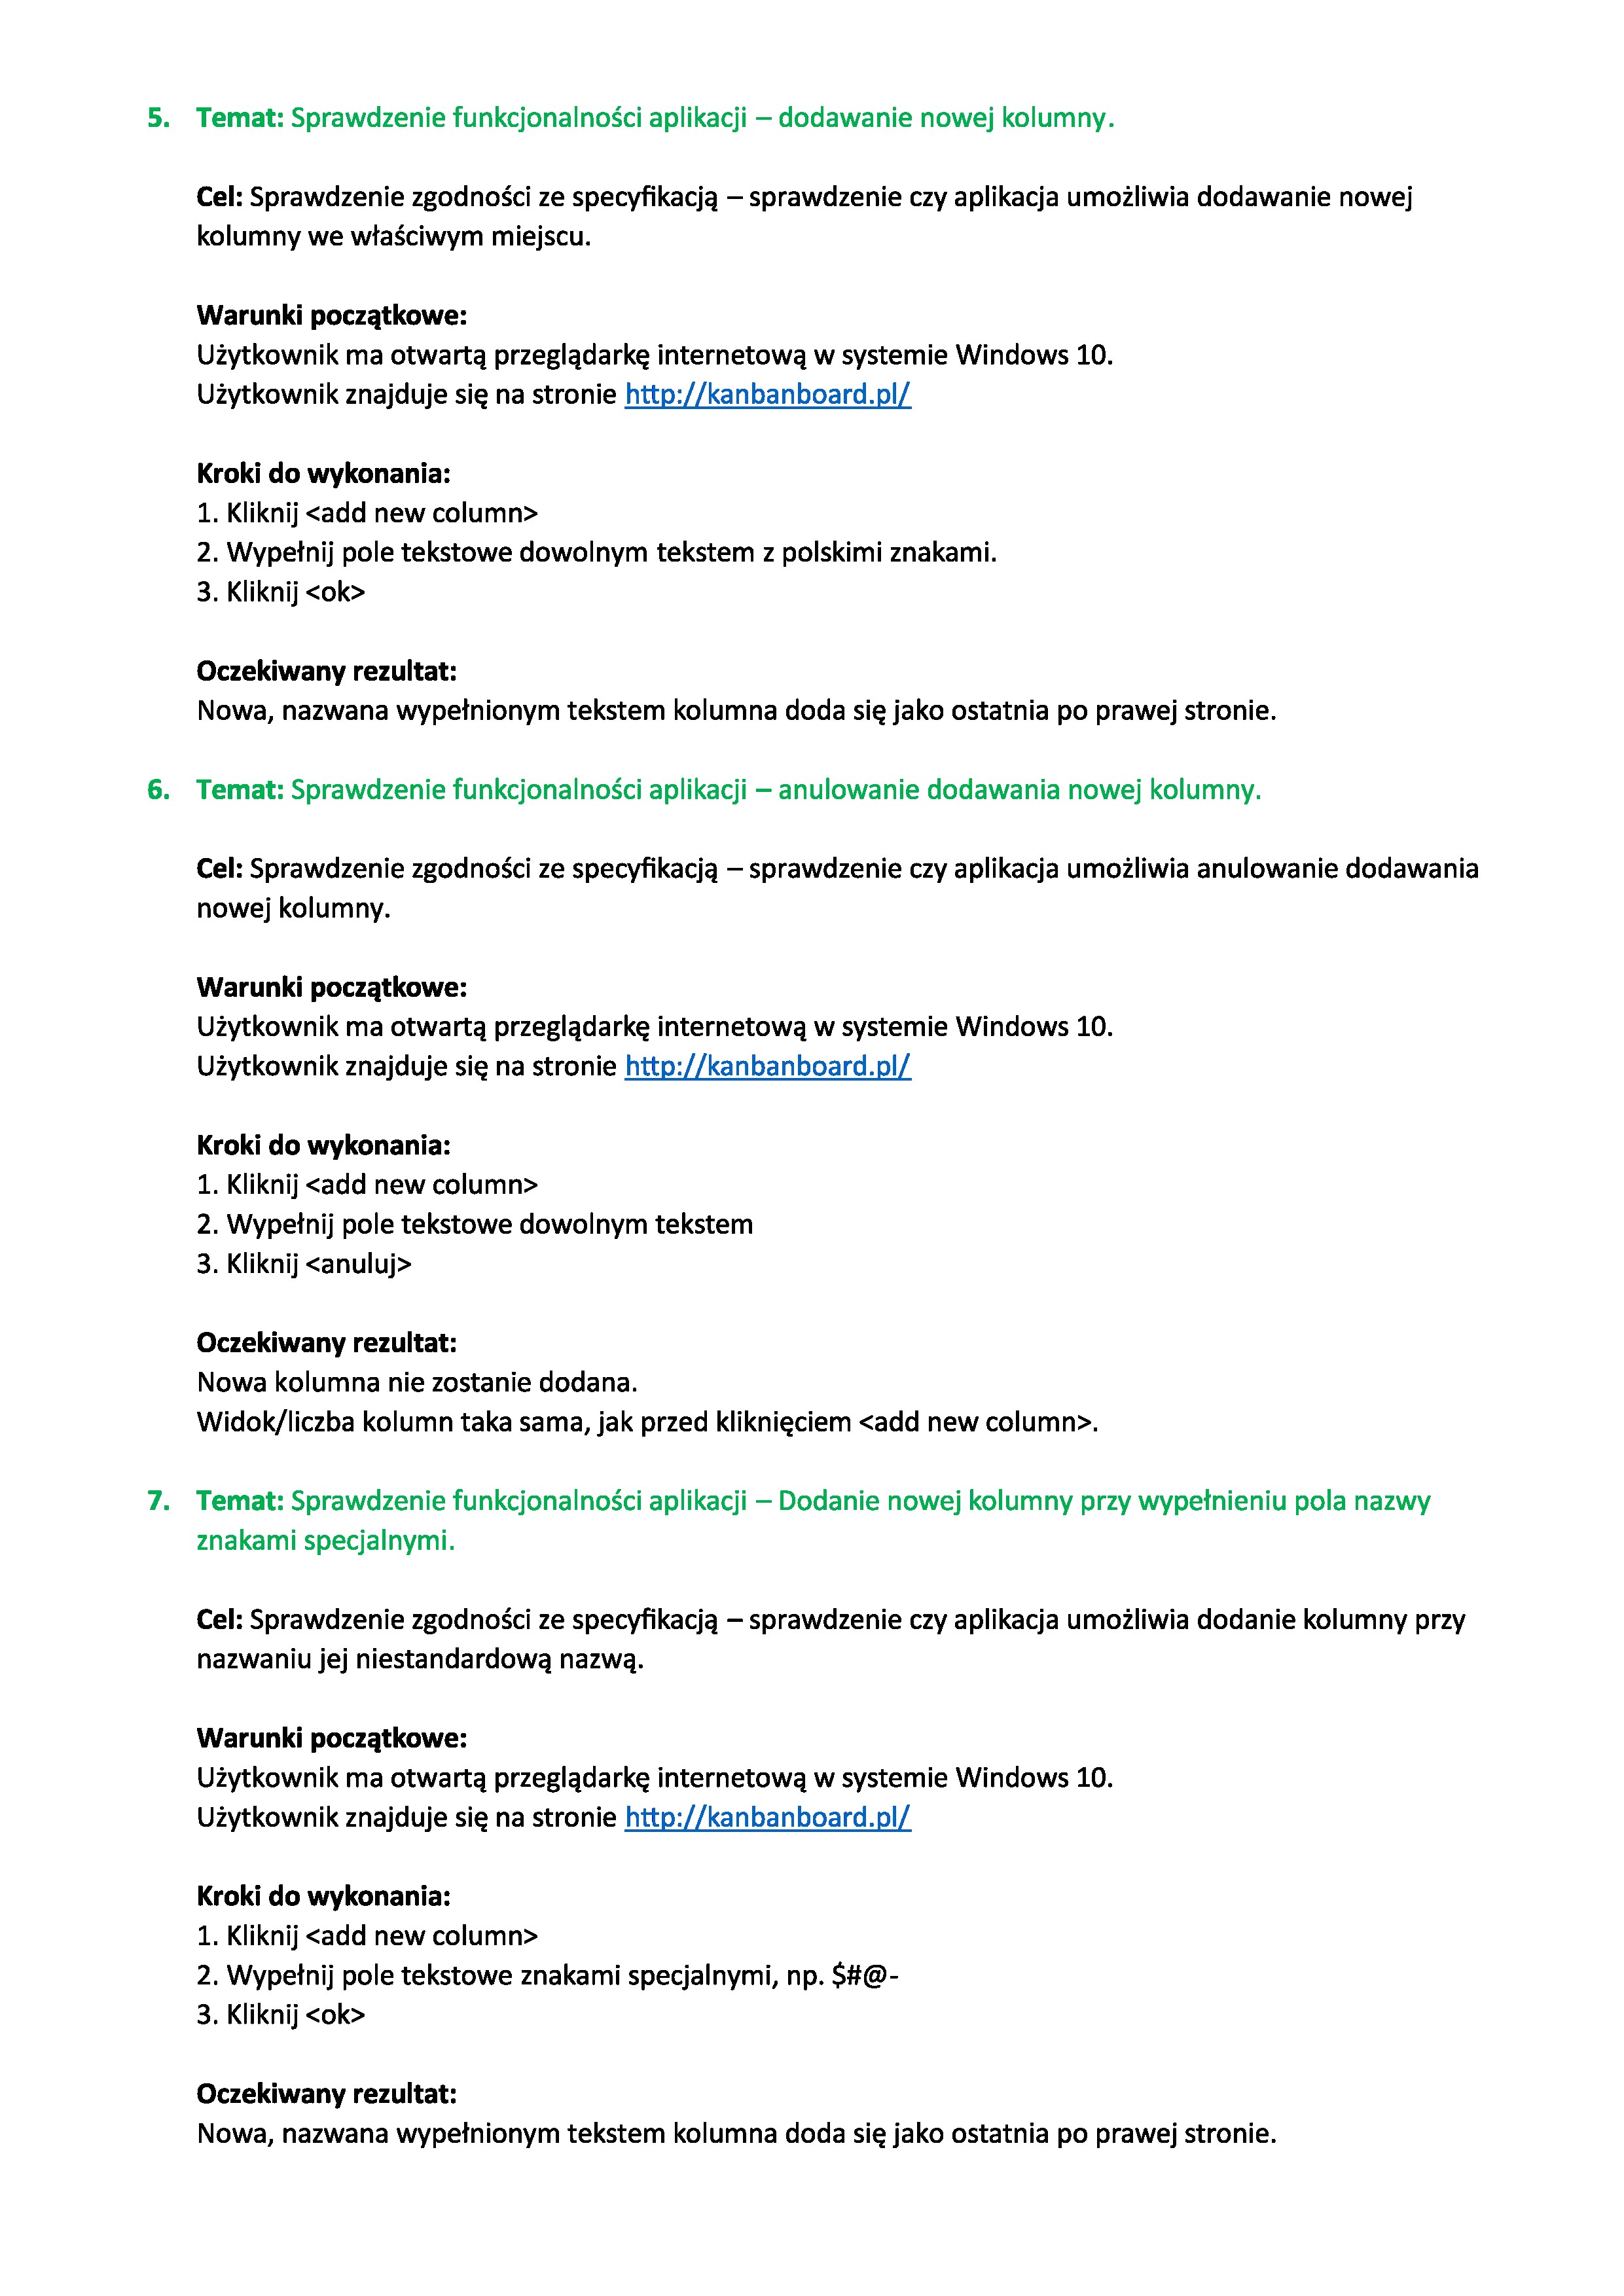 5. Temat: Sprawdzenie funkcjonalności aplikacji – dodawanie nowej kolumny.
Cel: Sprawdzenie zgodności ze specyfikacją – sprawdzenie czy aplikacja umożliwia dodawanie nowej
kolumny we właściwym miejscu.
Warunki początkowe:
Użytkownik ma otwartą przeglądarkę internetową w systemie Windows 10.
Użytkownik znajduje się na stronie http://kanbanboard.pl/
Kroki do wykonania:
1. Kliknij <add new column>
2. Wypełnij pole tekstowe dowolnym tekstem z polskimi znakami.
3. Kliknij <ok>
Oczekiwany rezultat:
Nowa, nazwana wypełnionym tekstem kolumna doda się jako ostatnia po prawej stronie.
6. Temat: Sprawdzenie funkcjonalności aplikacji – anulowanie dodawania nowej kolumny.
Cel: Sprawdzenie zgodności ze specyfikacją – sprawdzenie czy aplikacja umożliwia anulowanie dodawania
nowej kolumny.
Warunki początkowe:
Użytkownik ma otwartą przeglądarkę internetową w systemie Windows 10.
Użytkownik znajduje się na stronie http://kanbanboard.pl/
Kroki do wykonania:
1. Kliknij <add new column>
2. Wypełnij pole tekstowe dowolnym tekstem
3. Kliknij <anuluj>
Oczekiwany rezultat:
Nowa kolumna nie zostanie dodana.
Widok/liczba kolumn taka sama, jak przed kliknięciem <add new column>.
7. Temat: Sprawdzenie funkcjonalności aplikacji – Dodanie nowej kolumny przy wypełnieniu pola nazwy
znakami specjalnymi.
Cel: Sprawdzenie zgodności ze specyfikacją – sprawdzenie czy aplikacja umożliwia dodanie kolumny przy
nazwaniu jej niestandardową nazwą.
Warunki początkowe:
Użytkownik ma otwartą przeglądarkę internetową w systemie Windows 10.
Użytkownik znajduje się na stronie http://kanbanboard.pl/
Kroki do wykonania:
1. Kliknij <add new column>
2. Wypełnij pole tekstowe znakami specjalnymi, np. $#@-
3. Kliknij <ok>
Oczekiwany rezultat:
Nowa, nazwana wypełnionym tekstem kolumna doda się jako ostatnia po prawej stronie.